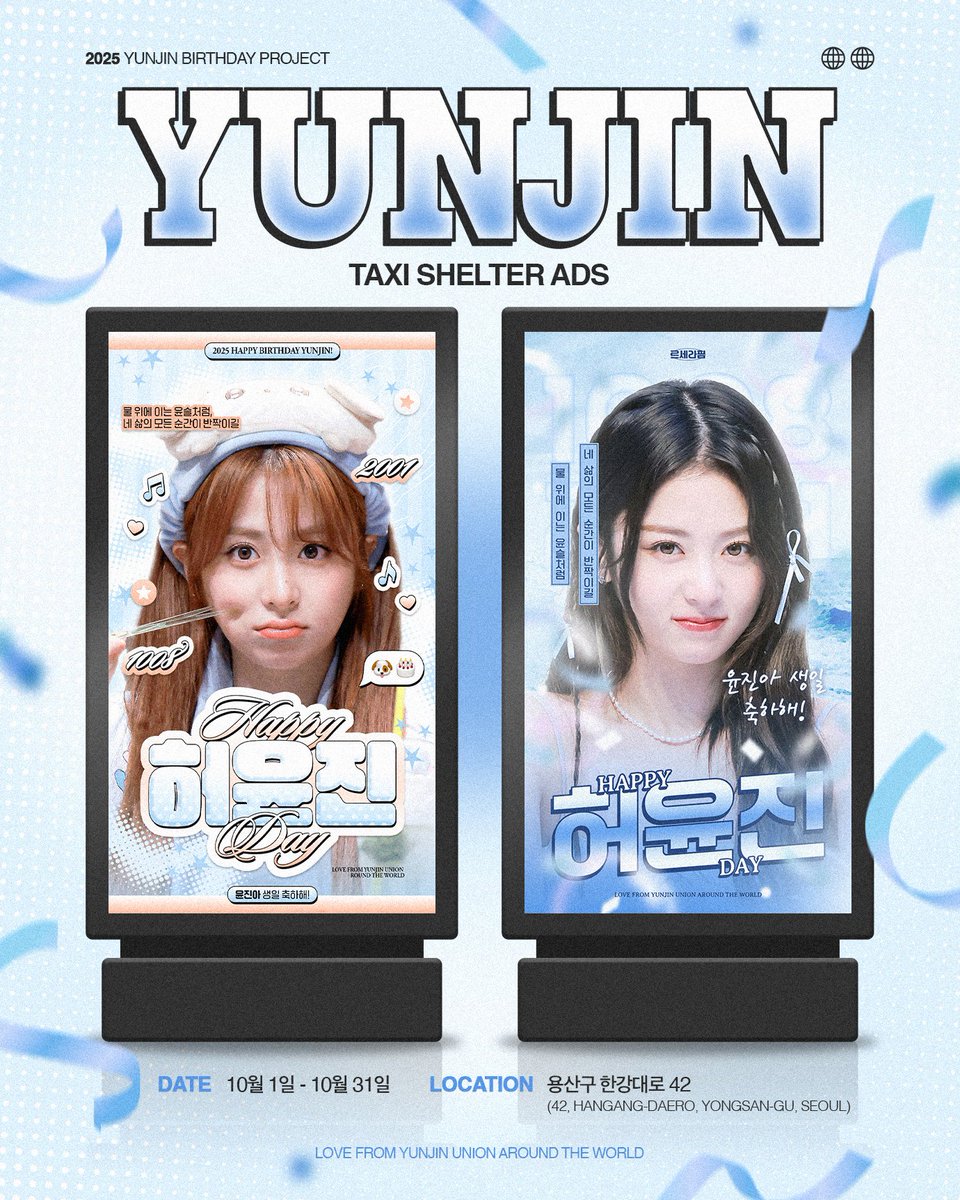 2025 YUNJIN BIRTHDAY PROJECT
YUNJIN
TAXI SHELTER ADS
2025 HAPPY BIRTHDAY YUNJIN!
물 위에 이는 윤슬처럼,
네 삶의 모든 순간이 반짝이길
2001
1008
Happy
허윤진
Day
LOVE FROM YUNJIN UNION
AROUND THE WORLD
윤진아 생일 축하해!
르세라핌
네 삶의 모든 순간이 반짝이길
물 위에 이는 윤슬처럼
윤진아 생일
축하해!
HAPPY
허윤진
DAY
LOVE FROM YUNJIN UNION AROUND THE WORLD
DATE 10월 1일 - 10월 31일
LOCATION 용산구 한강대로 42
(42, HANGANG-DAERO, YONGSAN-GU, SEOUL)
LOVE FROM YUNJIN UNION AROUND THE WORLD